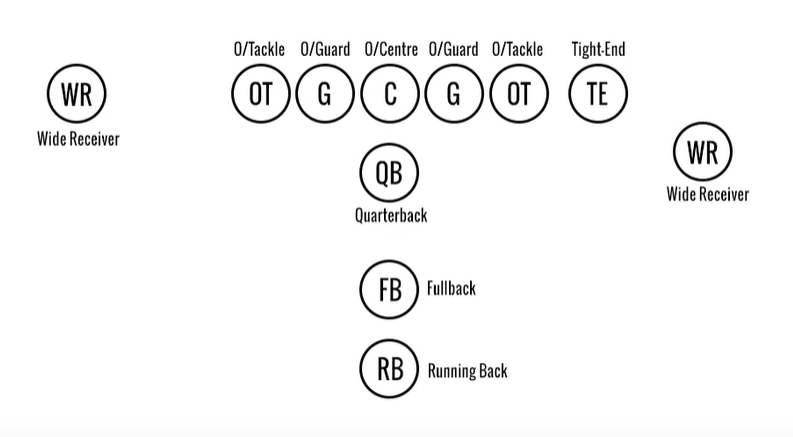 O/Tackle O/Guard O/Centre O/Guard O/Tackle Tight-End
WR OT G C G OT TE
Wide Receiver
QB WR
Quarterback Wide Receiver
FB Fullback
RB Running Back